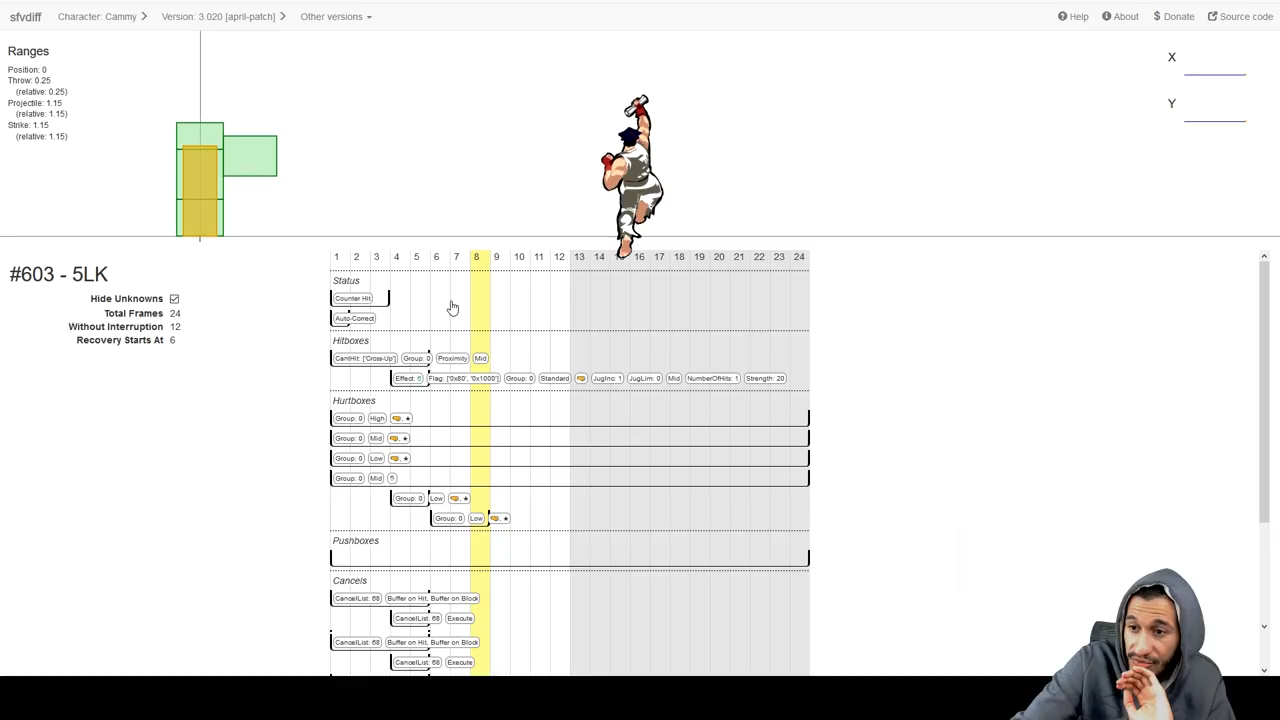 sfvdiff Character: Cammy Version: 3.020 [april-patch] Other versions Help About Donate Source code
Ranges
Position: 0
Throw: 0.25
(relative: 0.25)
Projectile: 1.15
(relative: 1.15)
Strike: 1.15
(relative: 1.15)
X
Y
#603 - 5LK
Hide Unknowns
Total Frames 24
Without Interruption 12
Recovery Starts At 6
1 2 3 4 5 6 7 8 9 10 11 12 13 14 15 16 17 18 19 20 21 22 23 24
Status
Counter Hit
Auto-Correct
Hitboxes
CantHit: ['Cross-Up'] Group: 0 Proximity Mid
Effect: 6 Flag: ['0x80', '0x1000'] Group: 0 Standard JugInc: 1 JugLim: 0 Mid NumberOfHits: 1 Strength: 20
Hurtboxes
Group: 0 High
Group: 0 Mid
Group: 0 Low
Group: 0 Mid
Group: 0 Low
Group: 0 Low
Pushboxes
Cancels
CancelList: 68 Buffer on Hit, Buffer on Block
CancelList: 68 Execute
CancelList: 68 Buffer on Hit, Buffer on Block
CancelList: 68 Execute